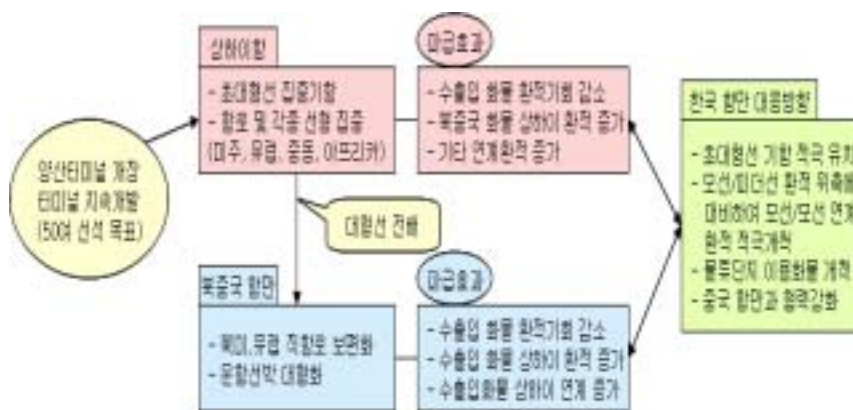 양산터미널 개장
터미널 지속개발
(50여 선석 목표)
상하이항
- 초대형선 집중기항
- 항로 및 각종 선형 집중
(미주, 유럽, 중동, 아프리카)
파급효과
- 수출입 화물 환적기회 감소
- 북중국 화물 상하이 환적 증가
- 기타 연계환적 증가
대형선 전배
북중국 항만
- 북미,유럽 직항로 보편화
- 운항선박 대형화
파급효과
- 수출입 화물 환적기회 감소
- 수출입 화물 상하이 환적 증가
- 수출입화물 상하이 연계 증가
한국 항만 대응방향
- 초대형선 기항 적극 유치
- 모선/피더선 환적 위축에
대비하여 모선/모선 연계
환적 적극개척
- 물류단지 이용화물 개척
- 중국 항만과 협력강화